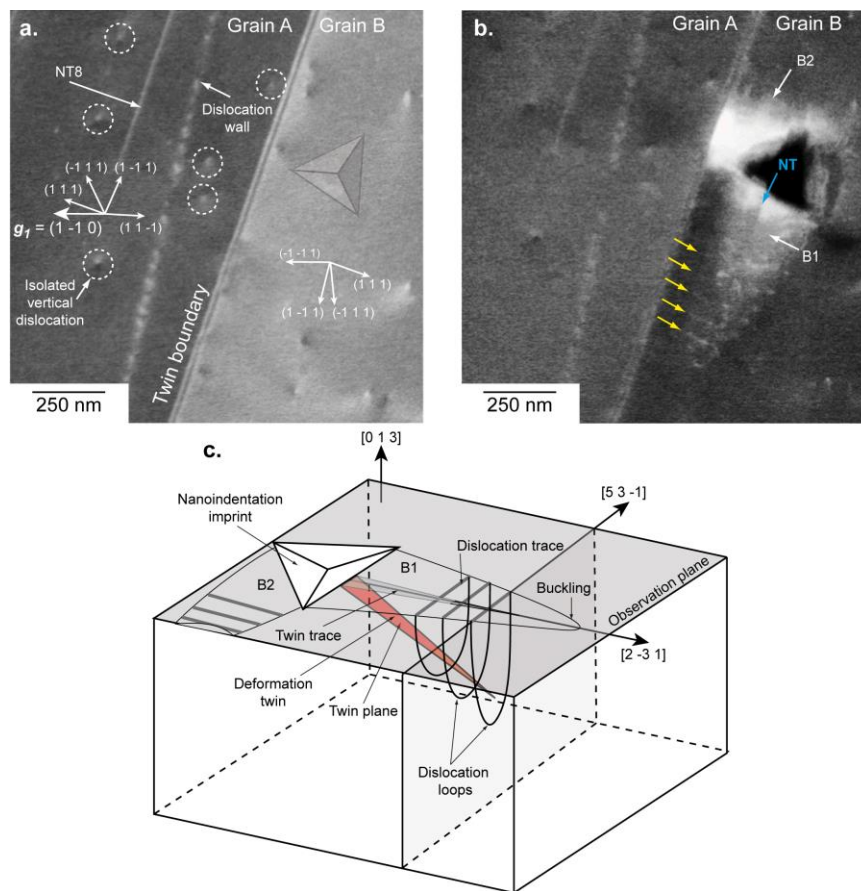 a.
Grain A
Grain B
NT8
Dislocation
wall
(-1 1 1)
(1 -1 1)
(1 1 1)
g₁ = (1 -1 0)
(1 1 -1)
(-1 -1 1)
(1 1 1)
(1 -1 1)
(-1 1 1)
Isolated
vertical
dislocation
Twin boundary
250 nm
b.
Grain A
Grain B
B2
NT
B1
250 nm
c.
[0 1 3]
[5 3 -1]
Nanoindentation
imprint
Dislocation trace
B1
B2
Buckling
Observation plane
Twin trace
[2 -3 1]
Deformation
twin
Twin plane
Dislocation
loops